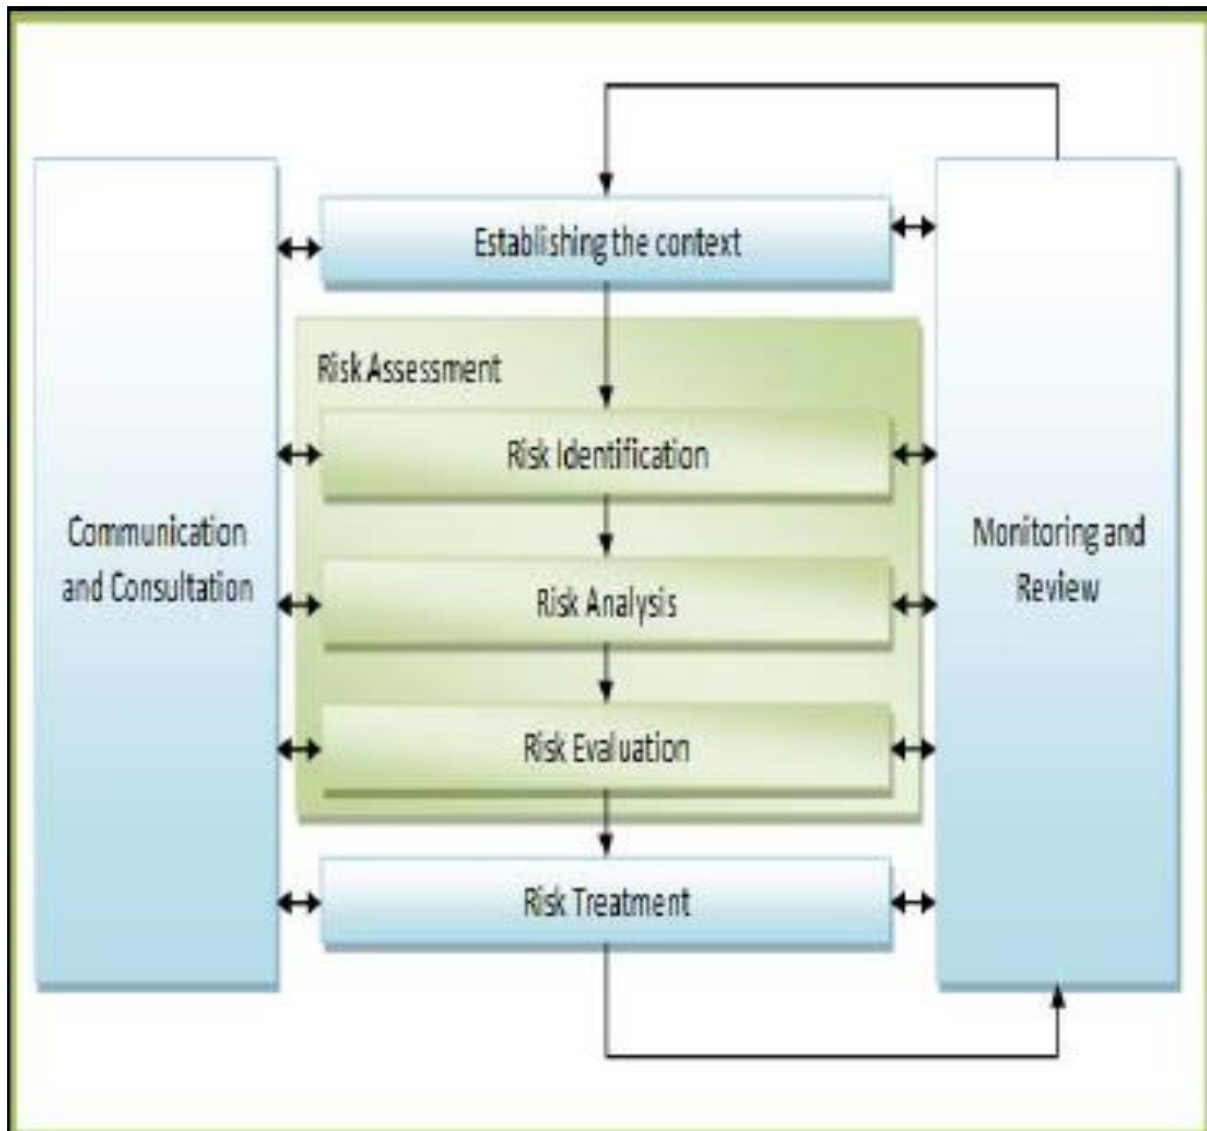 Establishing the context
Risk Assessment
Risk Identification
Communication
and Consultation
Monitoring and
Review
Risk Analysis
Risk Evaluation
Risk Treatment